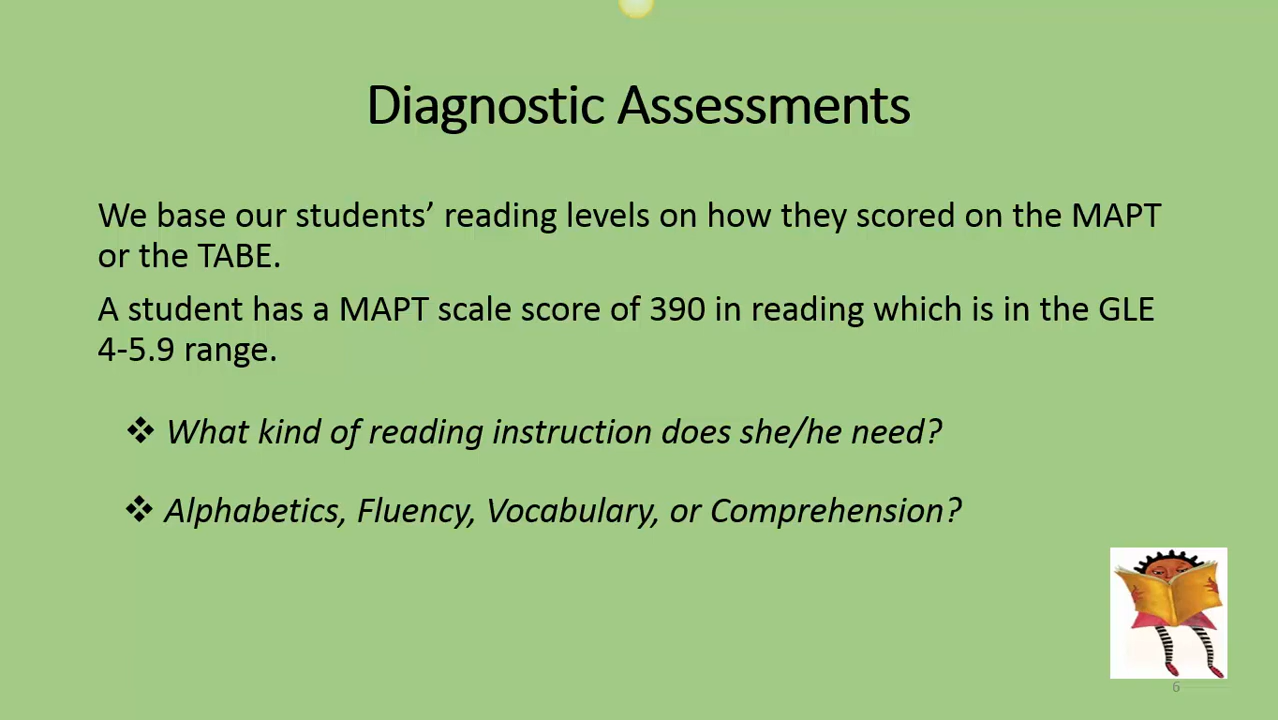 Diagnostic Assessments
We base our students’ reading levels on how they scored on the MAPT
or the TABE.
A student has a MAPT scale score of 390 in reading which is in the GLE
4-5.9 range.
❖ What kind of reading instruction does she/he need?
❖ Alphabetics, Fluency, Vocabulary, or Comprehension?
6